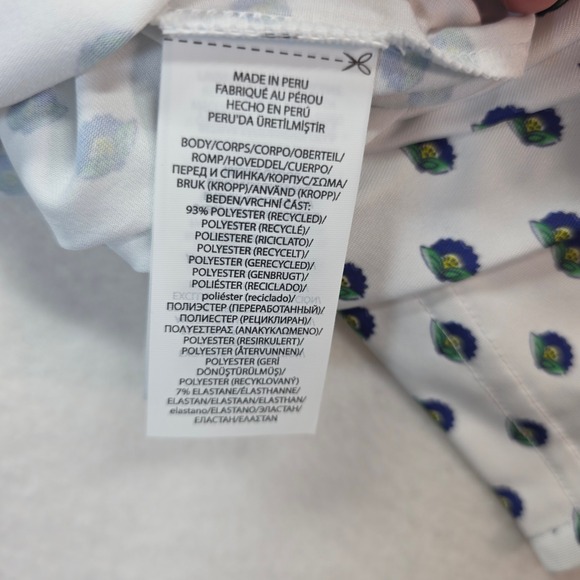 MADE IN PERU
FABRIQUÉ AU PÉROU
HECHO EN PERÚ
PERU'DA ÜRETİLMİŞTİR
BODY/CORPS/CORPO/OBERTEIL/
ROMP/HOVEDDEL/CUERPO/
ПЕРЕД И СПИНКА/КОРПУС/ΣΩΜΑ/
BRUK (KROPP)/ANVÄND (KROPP)/
BEDEN/VRCHNÍ ČÁST:
93% POLYESTER (RECYCLED)/
POLYESTER (RECYCLÉ)/
POLIESTERE (RICICLATO)/
POLYESTER (RECYCELT)/
POLYESTER (GERECYCLED)/
POLYESTER (GENBRUGT)/
POLIÉSTER (RECICLADO)/
poliéster (reciclado)/
ПОЛИЭСТЕР (ПЕРЕРАБОТАННЫЙ)/
ПОЛИЕСТЕР (РЕЦИКЛИРАН)/
ΠΟΛΥΕΣΤΕΡΑΣ (ΑΝΑΚΥΚΛΩΜΕΝΟ)/
POLYESTER (RESIRKULERT)/
POLYESTER (ÅTERVUNNEN)/
POLYESTER (GERİ
DÖNÜŞTÜRÜLMÜŞ)/
POLYESTER (RECYKLOVANÝ)
7% ELASTANE/ÉLASTHANNE/
ELASTAN/ELASTAAN/ELASTHAN/
elastano/ELASTANO/ЭЛАСТАН/
ЕЛАСТАН/ΕΛΑΣΤΑΝ